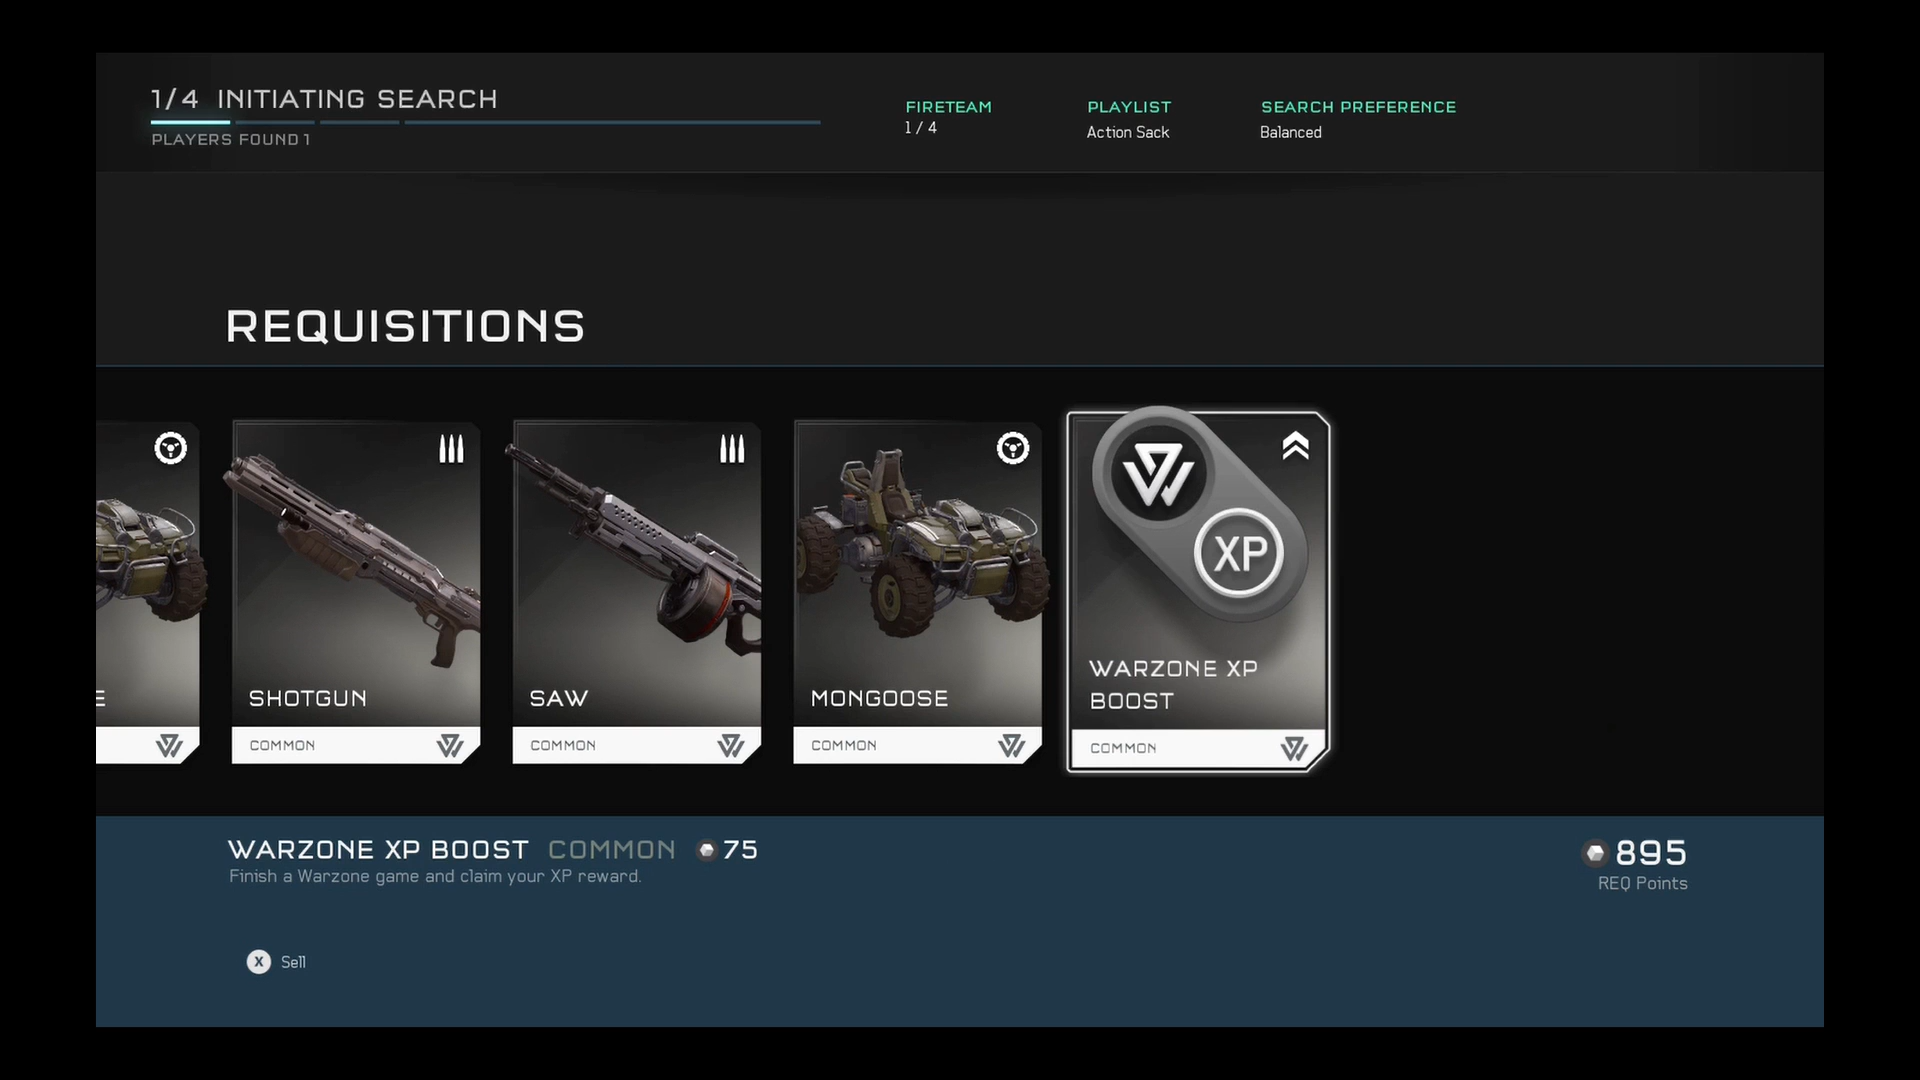 1/4 INITIATING SEARCH
PLAYERS FOUND 1
FIRETEAM
1 / 4
PLAYLIST
Action Sack
SEARCH PREFERENCE
Balanced
REQUISITIONS
E
SHOTGUN
COMMON
SAW
COMMON
MONGOOSE
COMMON
XP
WARZONE XP
BOOST
COMMON
WARZONE XP BOOST COMMON 75
Finish a Warzone game and claim your XP reward.
895
REQ Points
X Sell